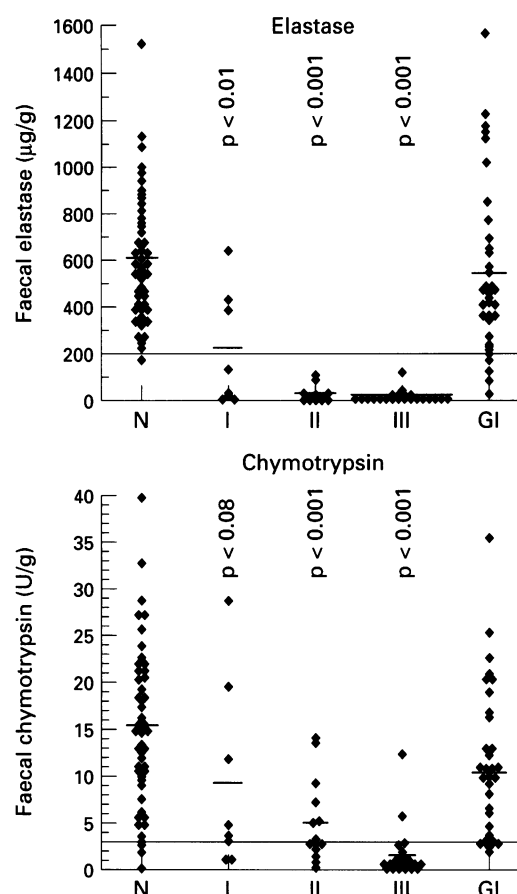 Elastase
Faecal elastase (µg/g)
1600
1400
1200
1000
800
600
400
200
0
p < 0.01
p < 0.001
p < 0.001
N I II III GI
Chymotrypsin
Faecal chymotrypsin (U/g)
40
35
30
25
20
15
10
5
0
p < 0.08
p < 0.001
p < 0.001
N I II III GI